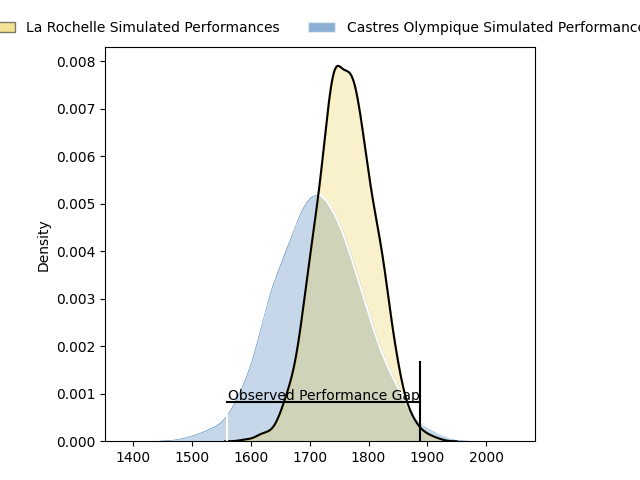 La Rochelle Simulated Performances
Castres Olympique Simulated Performanc
0.008
0.007
0.006
0.005
0.004
0.003
0.002
0.001
0.000
Density
Observed Performance Gap
1400 1500 1600 1700 1800 1900 2000